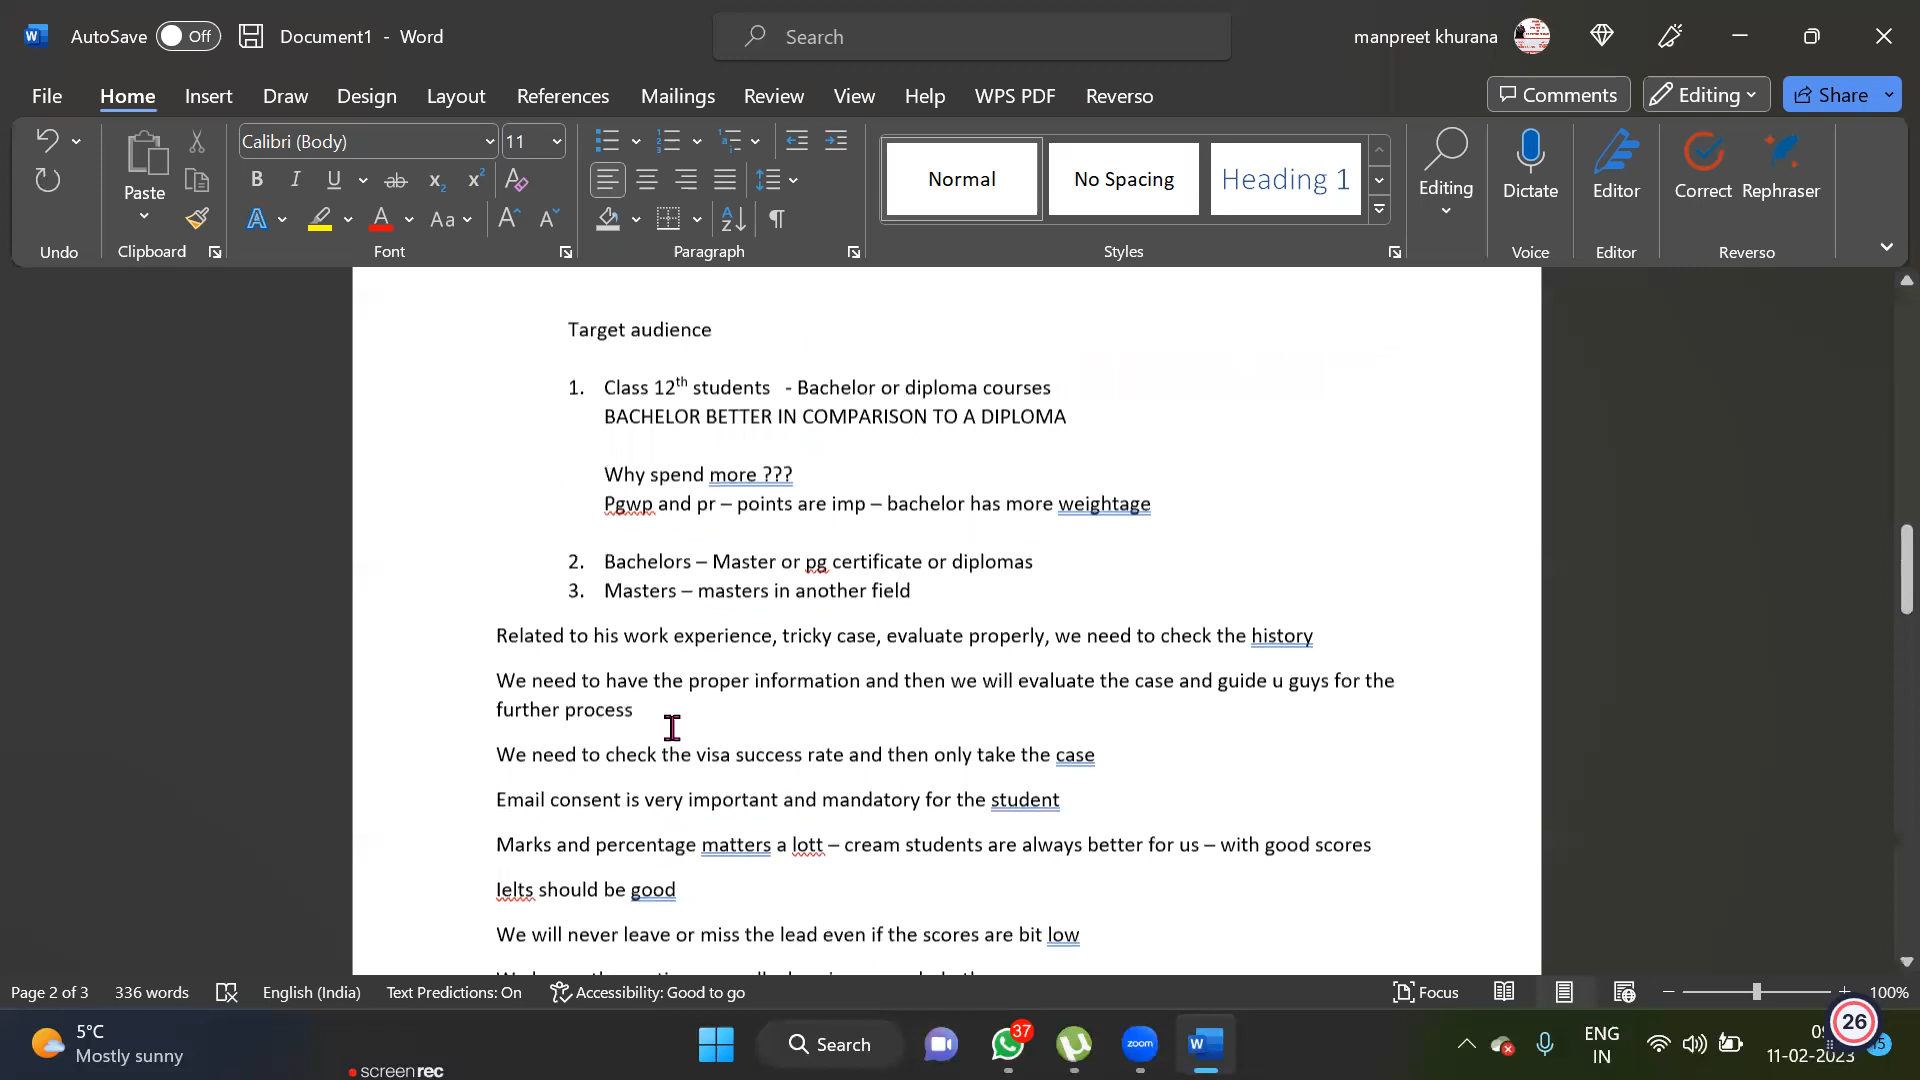 AutoSave Off Document1 - Word Search manpreet khurana
File Home Insert Draw Design Layout References Mailings Review View Help WPS PDF Reverso Comments Editing Share
Calibri (Body) 11
Paste
Normal No Spacing Heading 1
Editing Dictate Editor Correct Rephraser
Undo Clipboard Font Paragraph Styles Voice Editor Reverso
Target audience
1. Class 12th students - Bachelor or diploma courses
BACHELOR BETTER IN COMPARISON TO A DIPLOMA
Why spend more ???
Pgwp and pr – points are imp – bachelor has more weightage
2. Bachelors – Master or pg certificate or diplomas
3. Masters – masters in another field
Related to his work experience, tricky case, evaluate properly, we need to check the history
We need to have the proper information and then we will evaluate the case and guide u guys for the
further process
We need to check the visa success rate and then only take the case
Email consent is very important and mandatory for the student
Marks and percentage matters a lott – cream students are always better for us – with good scores
Ielts should be good
We will never leave or miss the lead even if the scores are bit low
Page 2 of 3 336 words English (India) Text Predictions: On Accessibility: Good to go Focus 100%
5°C
Mostly sunny
Search
37
zoom
ENG
IN
11-02-2023
26
screenrec